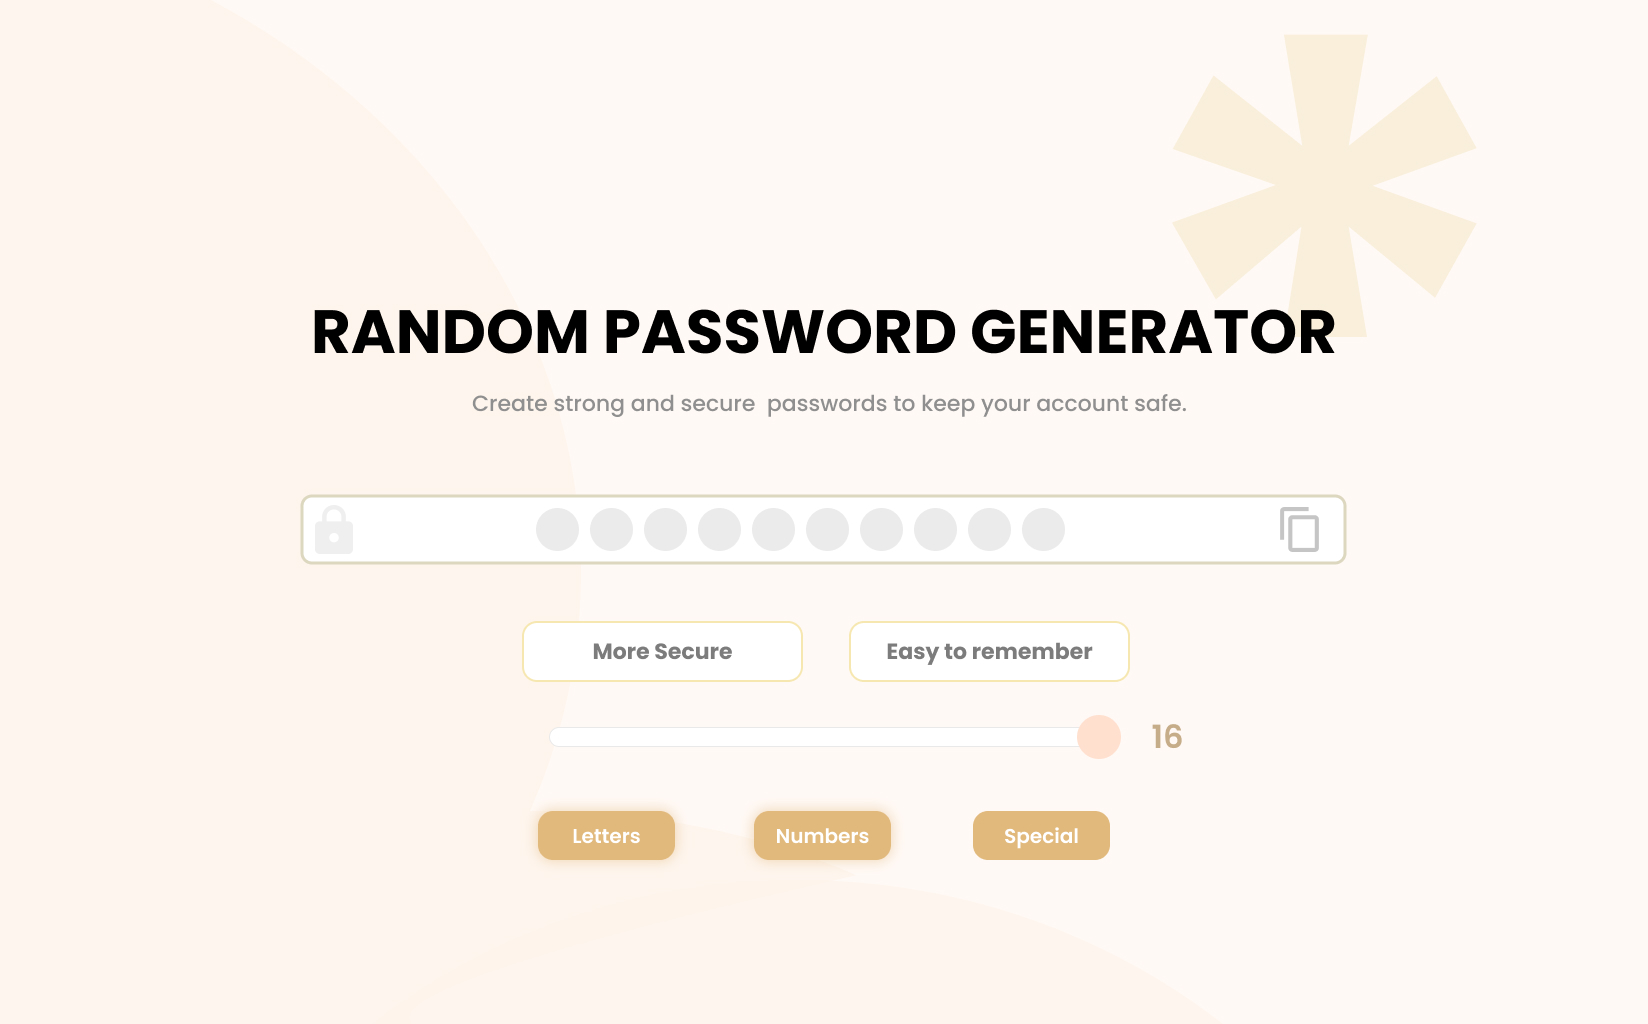 RANDOM PASSWORD GENERATOR
Create strong and secure  passwords to keep your account safe.
More Secure
Easy to remember
16
Letters
Numbers
Special